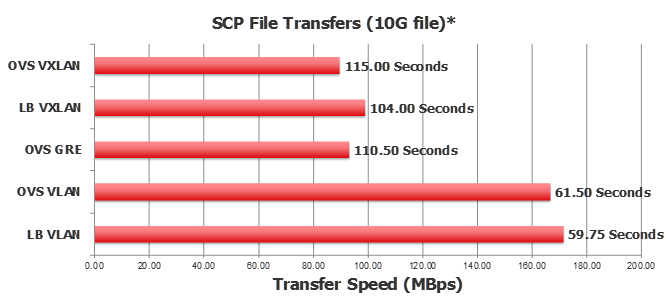 SCP File Transfers (10G file)*
OVS VXLAN 115.00 Seconds
LB VXLAN 104.00 Seconds
OVS GRE 110.50 Seconds
OVS VLAN 61.50 Seconds
LB VLAN 59.75 Seconds
0.00 20.00 40.00 60.00 80.00 100.00 120.00 140.00 160.00 180.00 200.00
Transfer Speed (MBps)